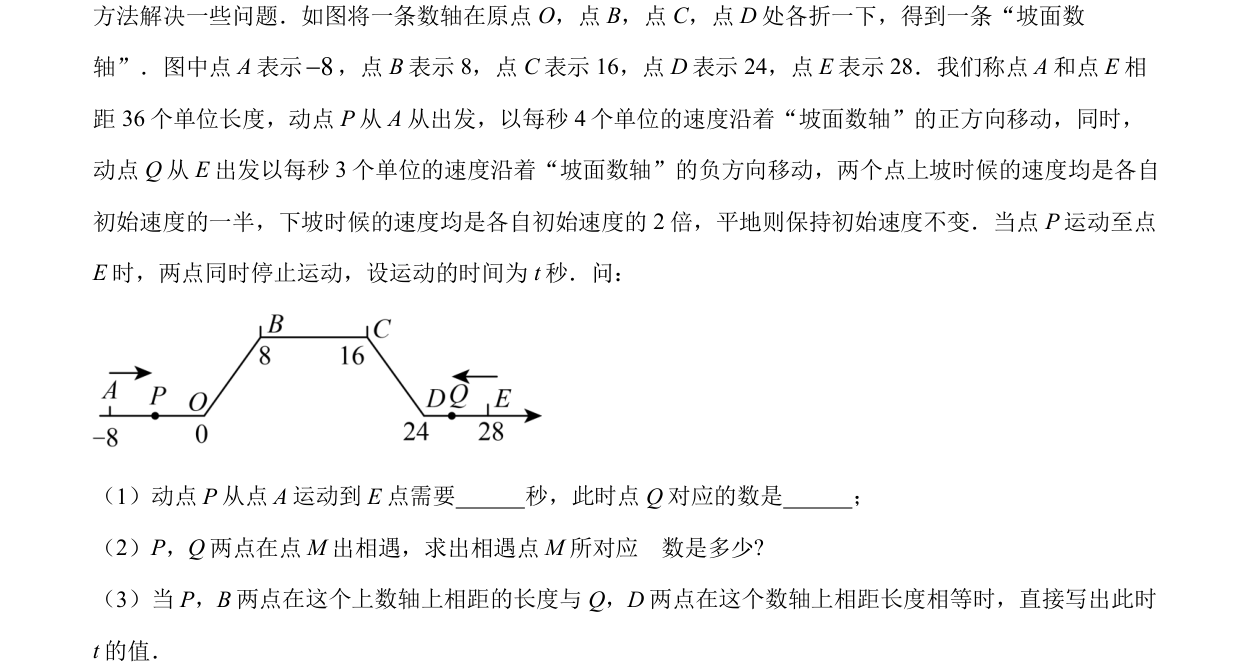 方法解决一些问题．如图将一条数轴在原点 O，点 B，点 C，点 D 处各折一下，得到一条“坡面数
轴”．图中点 A 表示−8，点 B 表示 8，点 C 表示 16，点 D 表示 24，点 E 表示 28．我们称点 A 和点 E 相
距 36 个单位长度，动点 P 从 A 从出发，以每秒 4 个单位的速度沿着“坡面数轴”的正方向移动，同时，
动点 Q 从 E 出发以每秒 3 个单位的速度沿着“坡面数轴”的负方向移动，两个点上坡时候的速度均是各自
初始速度的一半，下坡时候的速度均是各自初始速度的 2 倍，平地则保持初始速度不变．当点 P 运动至点
E 时，两点同时停止运动，设运动的时间为 t 秒．问：
B C
8 16
A P O D Q E
−8 0 24 28
（1）动点 P 从点 A 运动到 E 点需要______秒，此时点 Q 对应的数是______；
（2）P，Q 两点在点 M 出相遇，求出相遇点 M 所对应 数是多少?
（3）当 P，B 两点在这个上数轴上相距的长度与 Q，D 两点在这个数轴上相距长度相等时，直接写出此时
t 的值．